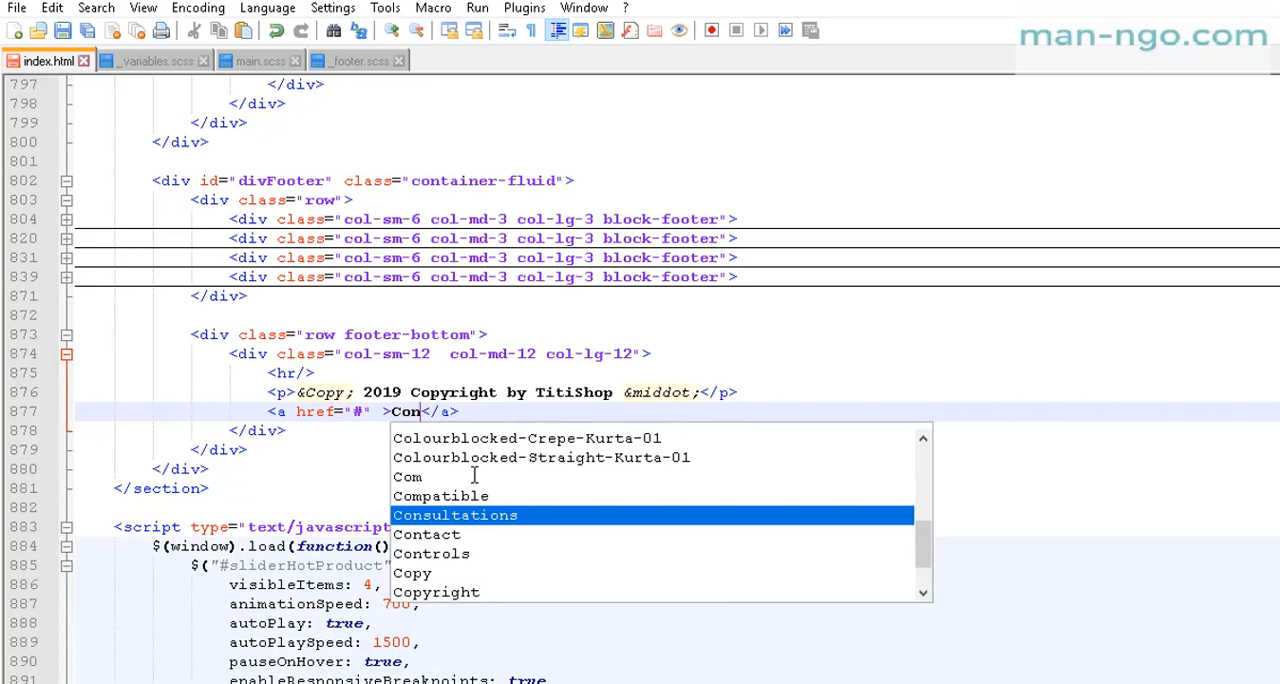 File Edit Search View Encoding Language Settings Tools Macro Run Plugins Window ?
man-ngo.com
index.html _variables.scss main.scss _footer.scss
797 </div>
798 </div>
799 </div>
800 </div>
801
802 <div id="divFooter" class="container-fluid">
803 <div class="row">
804 <div class="col-sm-6 col-md-3 col-lg-3 block-footer">
820 <div class="col-sm-6 col-md-3 col-lg-3 block-footer">
831 <div class="col-sm-6 col-md-3 col-lg-3 block-footer">
839 <div class="col-sm-6 col-md-3 col-lg-3 block-footer">
871 </div>
872
873 <div class="row footer-bottom">
874 <div class="col-sm-12  col-md-12 col-lg-12">
875 <hr/>
876 <p>&Copy; 2019 Copyright by TitiShop &middot;</p>
877 <a href="#" >Con</a>
878 </div>
Colourblocked-Crepe-Kurta-01
879 </div>
Colourblocked-Straight-Kurta-01
880 </div>
Com
881 </section>
Compatible
882
Consultations
883 <script type="text/javascript
Contact
884 $(window).load(function()
Controls
885 $("#sliderHotProduct"
Copy
886 visibleItems: 4,
Copyright
887 animationSpeed: 700,
888 autoPlay: true,
889 autoPlaySpeed: 1500,
890 pauseOnHover: true,
891 enableResponsiveBreakpoints: true,